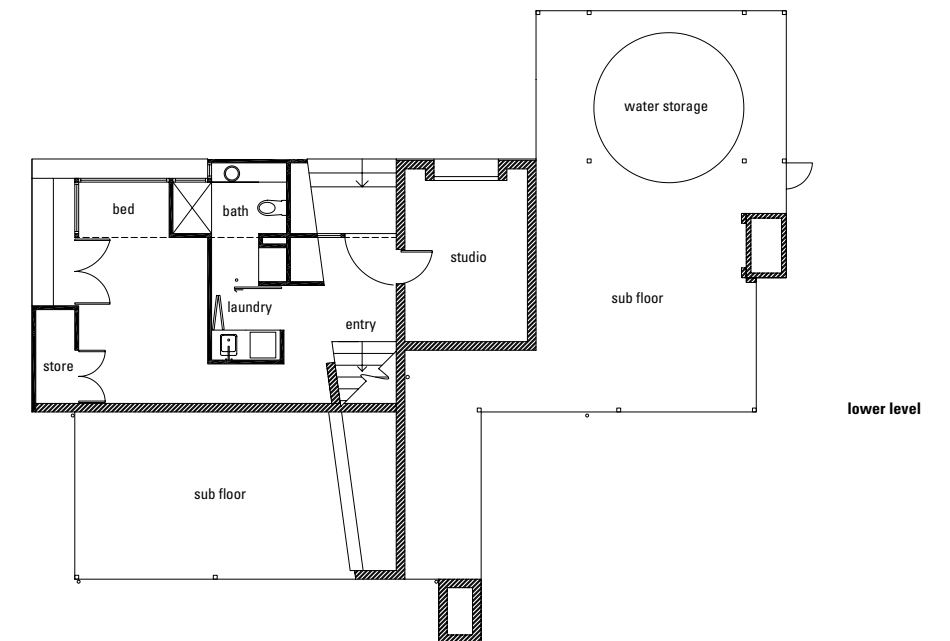 water storage
bed
bath
studio
sub floor
laundry
entry
store
lower level
sub floor